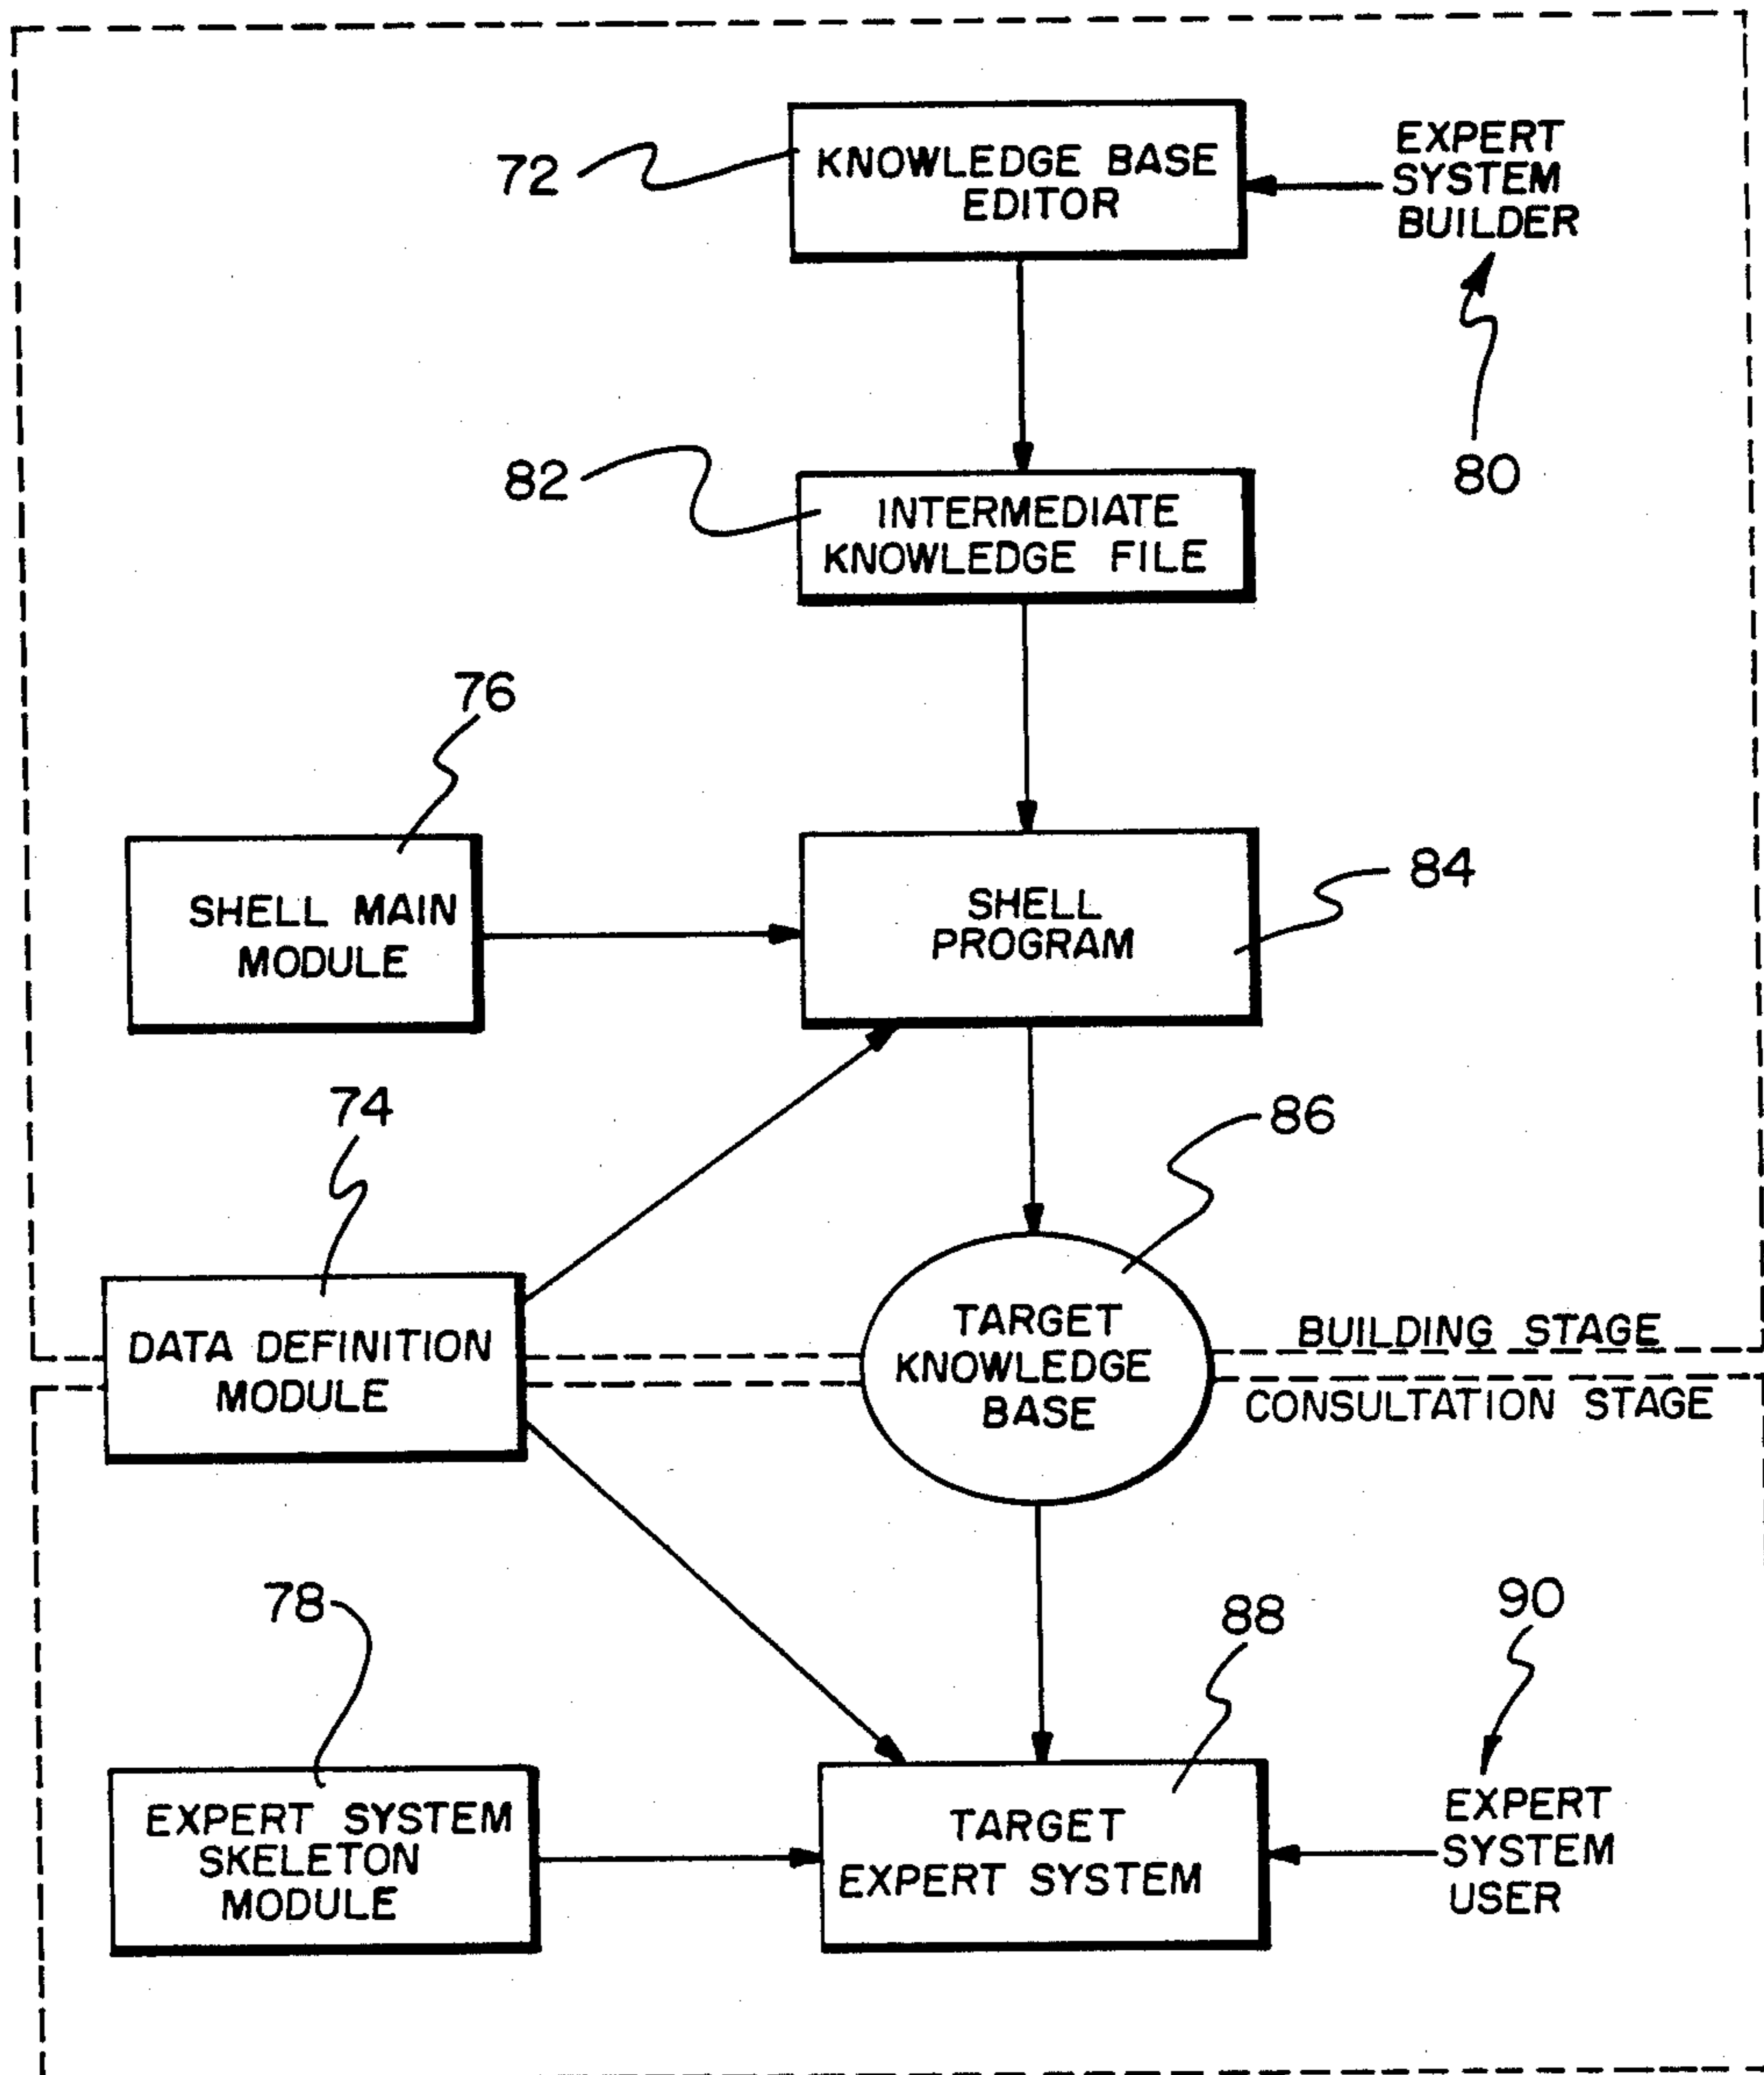 72
KNOWLEDGE BASE
EDITOR
EXPERT
SYSTEM
BUILDER
80
82
INTERMEDIATE
KNOWLEDGE FILE
76
SHELL MAIN
MODULE
SHELL
PROGRAM
84
74
DATA DEFINITION
MODULE
86
TARGET
KNOWLEDGE
BASE
BUILDING STAGE
CONSULTATION STAGE
78
EXPERT SYSTEM
SKELETON
MODULE
88
TARGET
EXPERT SYSTEM
90
EXPERT
SYSTEM
USER